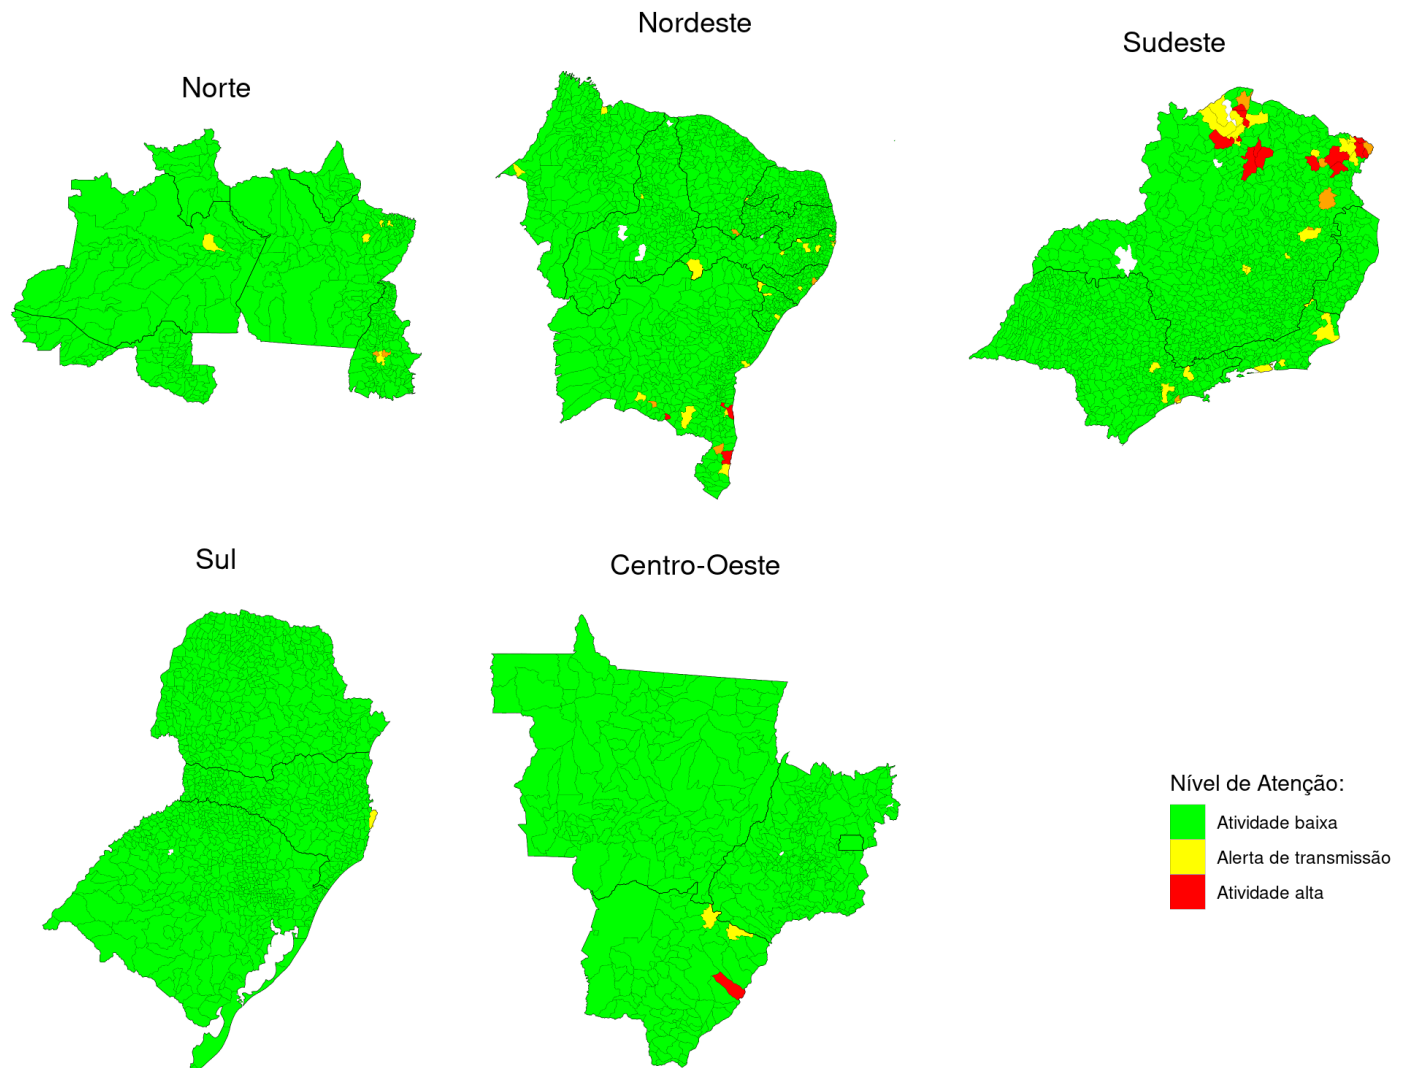 Nordeste
Sudeste
Norte
Sul
Centro-Oeste
Nível de Atenção:
Atividade baixa
Alerta de transmissão
Atividade alta